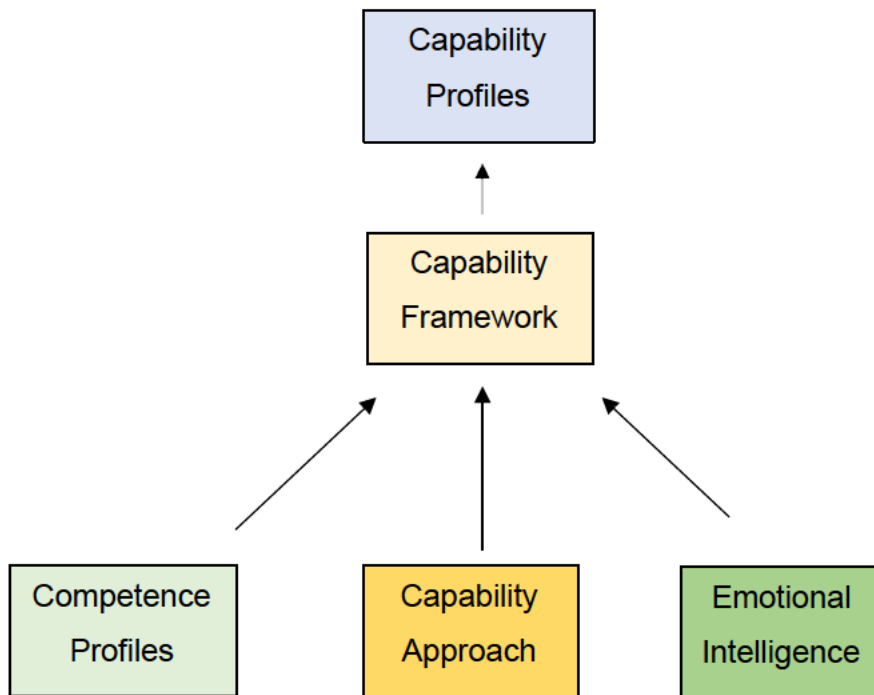 Capability
Profiles
Capability
Framework
Competence
Profiles
Capability
Approach
Emotional
Intelligence